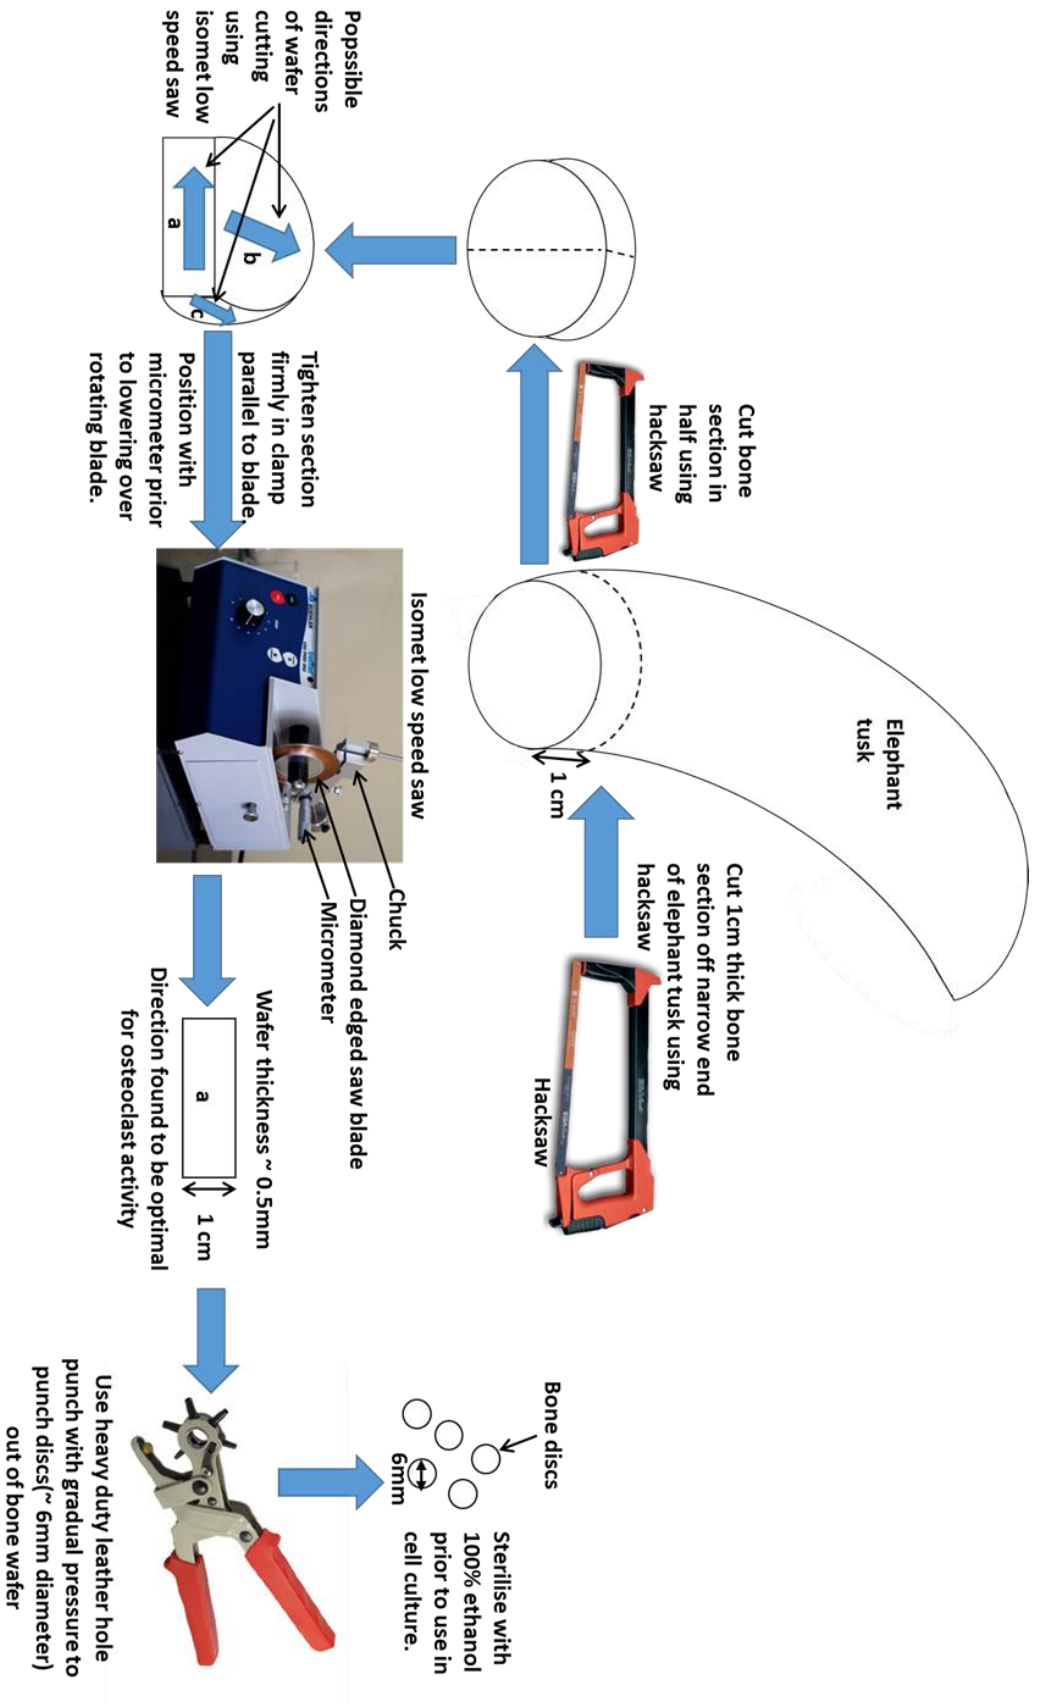 Elephant
tusk
Cut 1cm thick bone
section off narrow end
of elephant tusk using
hacksaw
Hacksaw
1 cm
Cut bone
section in
half using
hacksaw
Popssible
directions
of wafer
cutting
using
isomet low
speed saw
a
b
c
Tighten section
firmly in clamp
parallel to blade.
Position with
micrometer prior
to lowering over
rotating blade.
Isomet low speed saw
BUEHLER
Chuck
Diamond edged saw blade
Micrometer
Wafer thickness ~ 0.5mm
a
1 cm
Direction found to be optimal
for osteoclast activity
Use heavy duty leather hole
punch with gradual pressure to
punch discs(~ 6mm diameter)
out of bone wafer
Bone discs
6mm
Sterilise with
100% ethanol
prior to use in
cell culture.